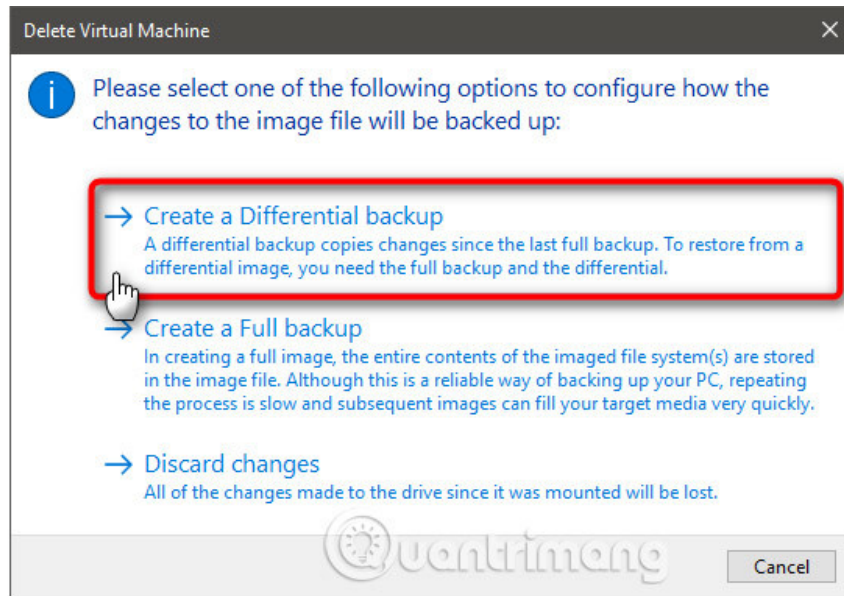 Delete Virtual Machine
Please select one of the following options to configure how the
changes to the image file will be backed up:
Create a Differential backup
A differential backup copies changes since the last full backup. To restore from a
differential image, you need the full backup and the differential.
Create a Full backup
In creating a full image, the entire contents of the imaged file system(s) are stored
in the image file. Although this is a reliable way of backing up your PC, repeating
the process is slow and subsequent images can fill your target media very quickly.
Discard changes
All of the changes made to the drive since it was mounted will be lost.
Quantrimang
Cancel